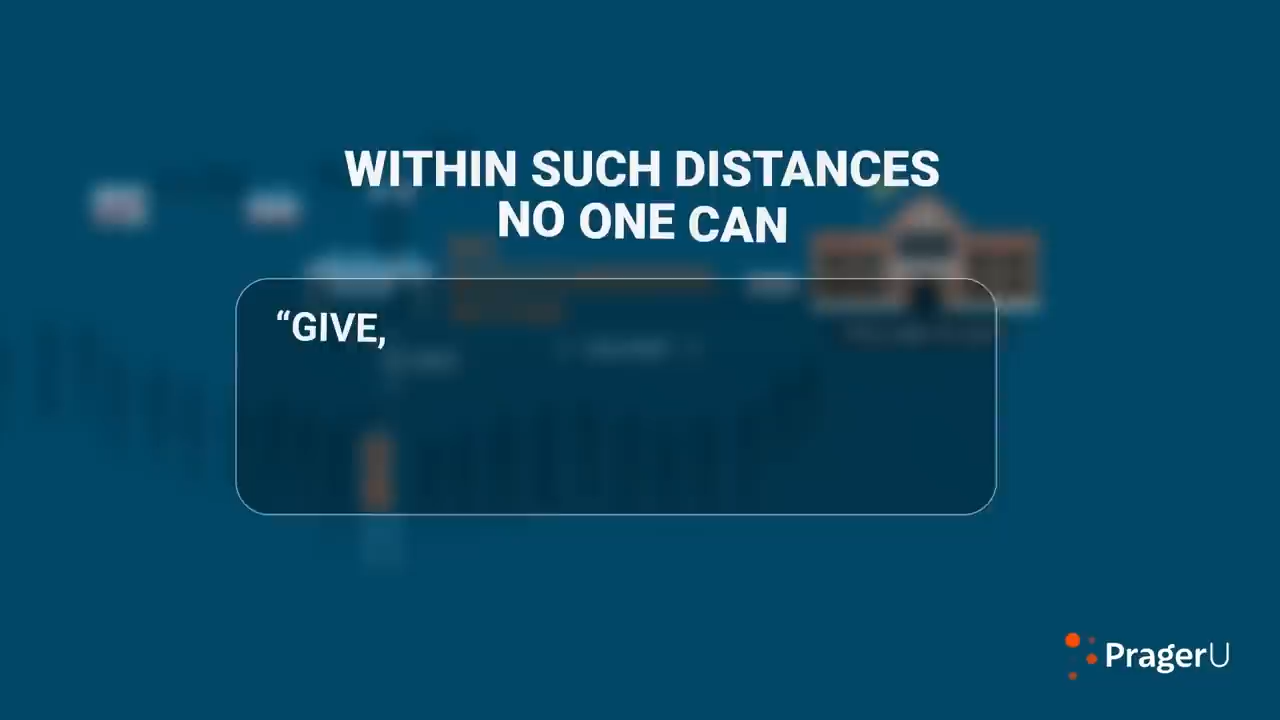 WITHIN SUCH DISTANCES
NO ONE CAN
“GIVE,
PragerU